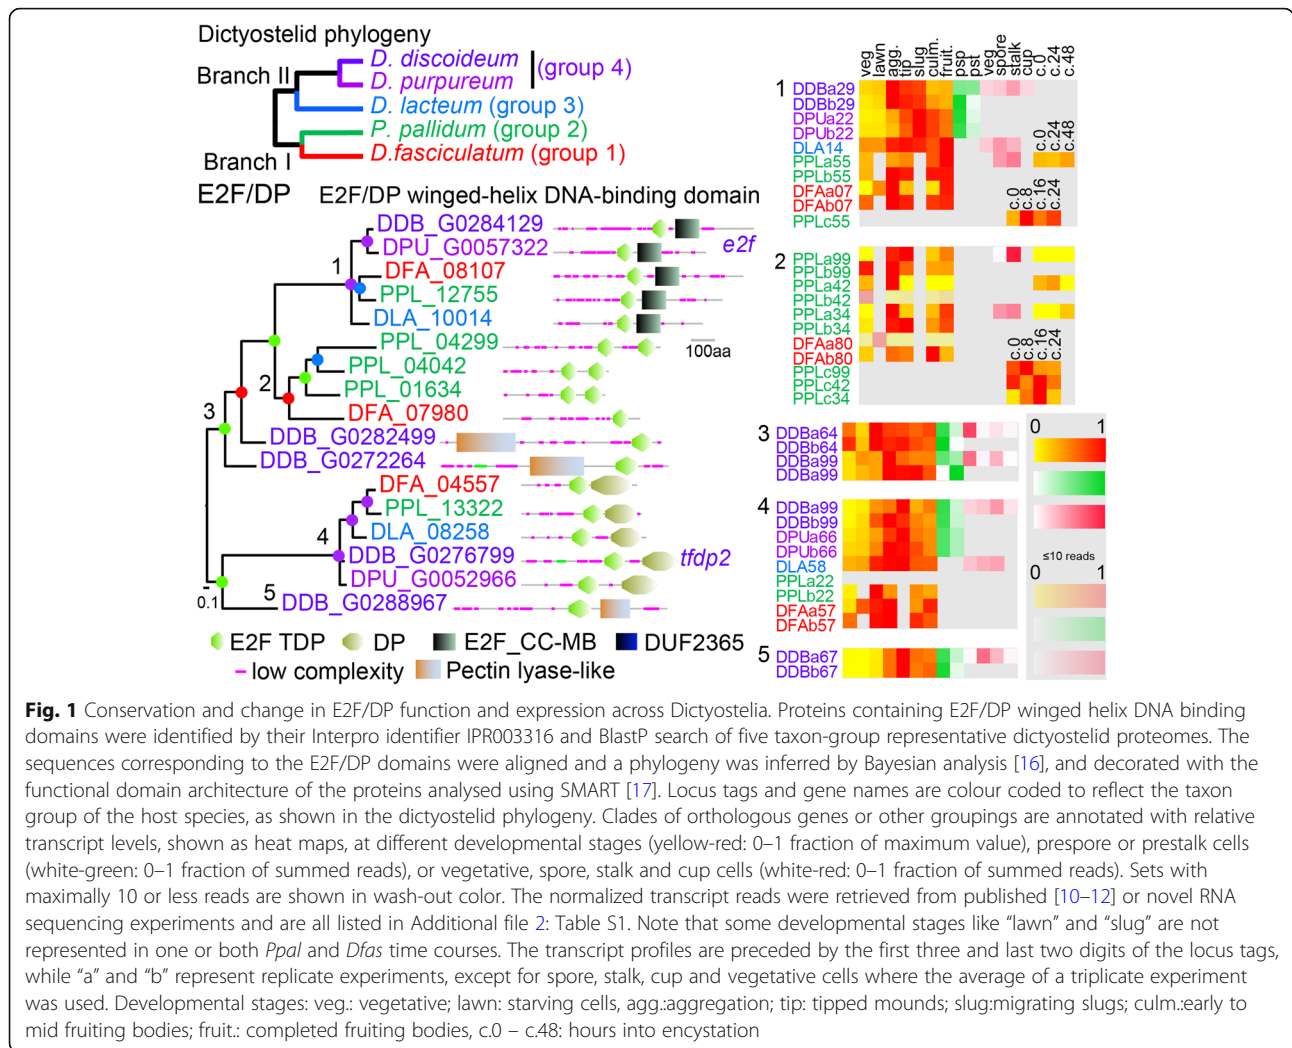 Dictyostelid phylogeny
D. discoideum
D. purpureum
(group 4)
Branch II
D. lacteum (group 3)
P. pallidum (group 2)
D.fasciculatum (group 1)
Branch I
E2F/DP
E2F/DP winged-helix DNA-binding domain
DDB_G0284129
DPU_G0057322
e2f
1
DFA_08107
PPL_12755
DLA_10014
PPL_04299
100aa
PPL_04042
2
PPL_01634
DFA_07980
3
DDB_G0282499
DDB_G0272264
DFA_04557
PPL_13322
DLA_08258
4
DDB_G0276799
tfdp2
DPU_G0052966
5
DDB_G0288967
0.1
E2F TDP
DP
E2F_CC-MB
DUF2365
low complexity
Pectin lyase-like
veg
lawn
agg.
tip
slug
culm.
fruit.
psp
pst
veg
spore
stalk
cup
c.0
c.24
c.48
1
DDBa29
DDBb29
DPUa22
DPUb22
DLA14
PPLa55
PPLb55
DFAa07
DFAb07
PPLc55
c.0
c.24
c.48
c.0
c.8
c.16
c.24
2
PPLa99
PPLb99
PPLa42
PPLb42
PPLa34
PPLb34
DFAa80
DFAb80
PPLc99
PPLc42
PPLc34
c.0
c.8
c.16
c.24
3
DDBa64
DDBb64
DDBa99
DDBa99
4
DDBa99
DDBb99
DPUa66
DPUb66
DLA58
PPLa22
PPLb22
DFAa57
DFAb57
5
DDBa67
DDBb67
0 1
≤10 reads
0 1
Fig. 1 Conservation and change in E2F/DP function and expression across Dictyostelia. Proteins containing E2F/DP winged helix DNA binding
domains were identified by their Interpro identifier IPR003316 and BlastP search of five taxon-group representative dictyostelid proteomes. The
sequences corresponding to the E2F/DP domains were aligned and a phylogeny was inferred by Bayesian analysis [16], and decorated with the
functional domain architecture of the proteins analysed using SMART [17]. Locus tags and gene names are colour coded to reflect the taxon
group of the host species, as shown in the dictyostelid phylogeny. Clades of orthologous genes or other groupings are annotated with relative
transcript levels, shown as heat maps, at different developmental stages (yellow-red: 0–1 fraction of maximum value), prespore or prestalk cells
(white-green: 0–1 fraction of summed reads), or vegetative, spore, stalk and cup cells (white-red: 0–1 fraction of summed reads). Sets with
maximally 10 or less reads are shown in wash-out color. The normalized transcript reads were retrieved from published [10–12] or novel RNA
sequencing experiments and are all listed in Additional file 2: Table S1. Note that some developmental stages like “lawn” and “slug” are not
represented in one or both Ppal and Dfas time courses. The transcript profiles are preceded by the first three and last two digits of the locus tags,
while “a” and “b” represent replicate experiments, except for spore, stalk, cup and vegetative cells where the average of a triplicate experiment
was used. Developmental stages: veg.: vegetative; lawn: starving cells, agg.:aggregation; tip: tipped mounds; slug:migrating slugs; culm.:early to
mid fruiting bodies; fruit.: completed fruiting bodies, c.0 – c.48: hours into encystation